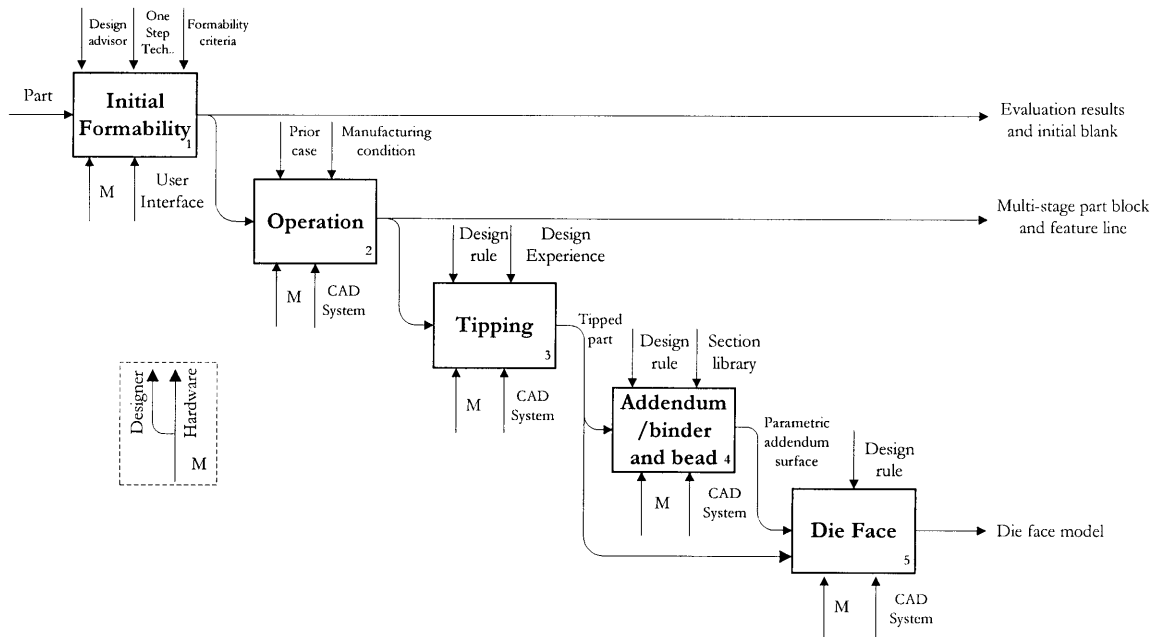 Design
advisor
One
Step
Tech..
Formability
criteria
Part
Initial
Formability
1
M
User
Interface
Evaluation results
and initial blank
Prior
case
Manufacturing
condition
Operation
2
M
CAD
System
Multi-stage part block
and feature line
Design
rule
Design
Experience
Tipping
3
M
CAD
System
Tipped
part
Design
rule
Section
library
Addendum
/binder
and bead
4
M
CAD
System
Parametric
addendum
surface
Design
rule
Die Face
5
M
CAD
System
Die face model
Designer
Hardware
M